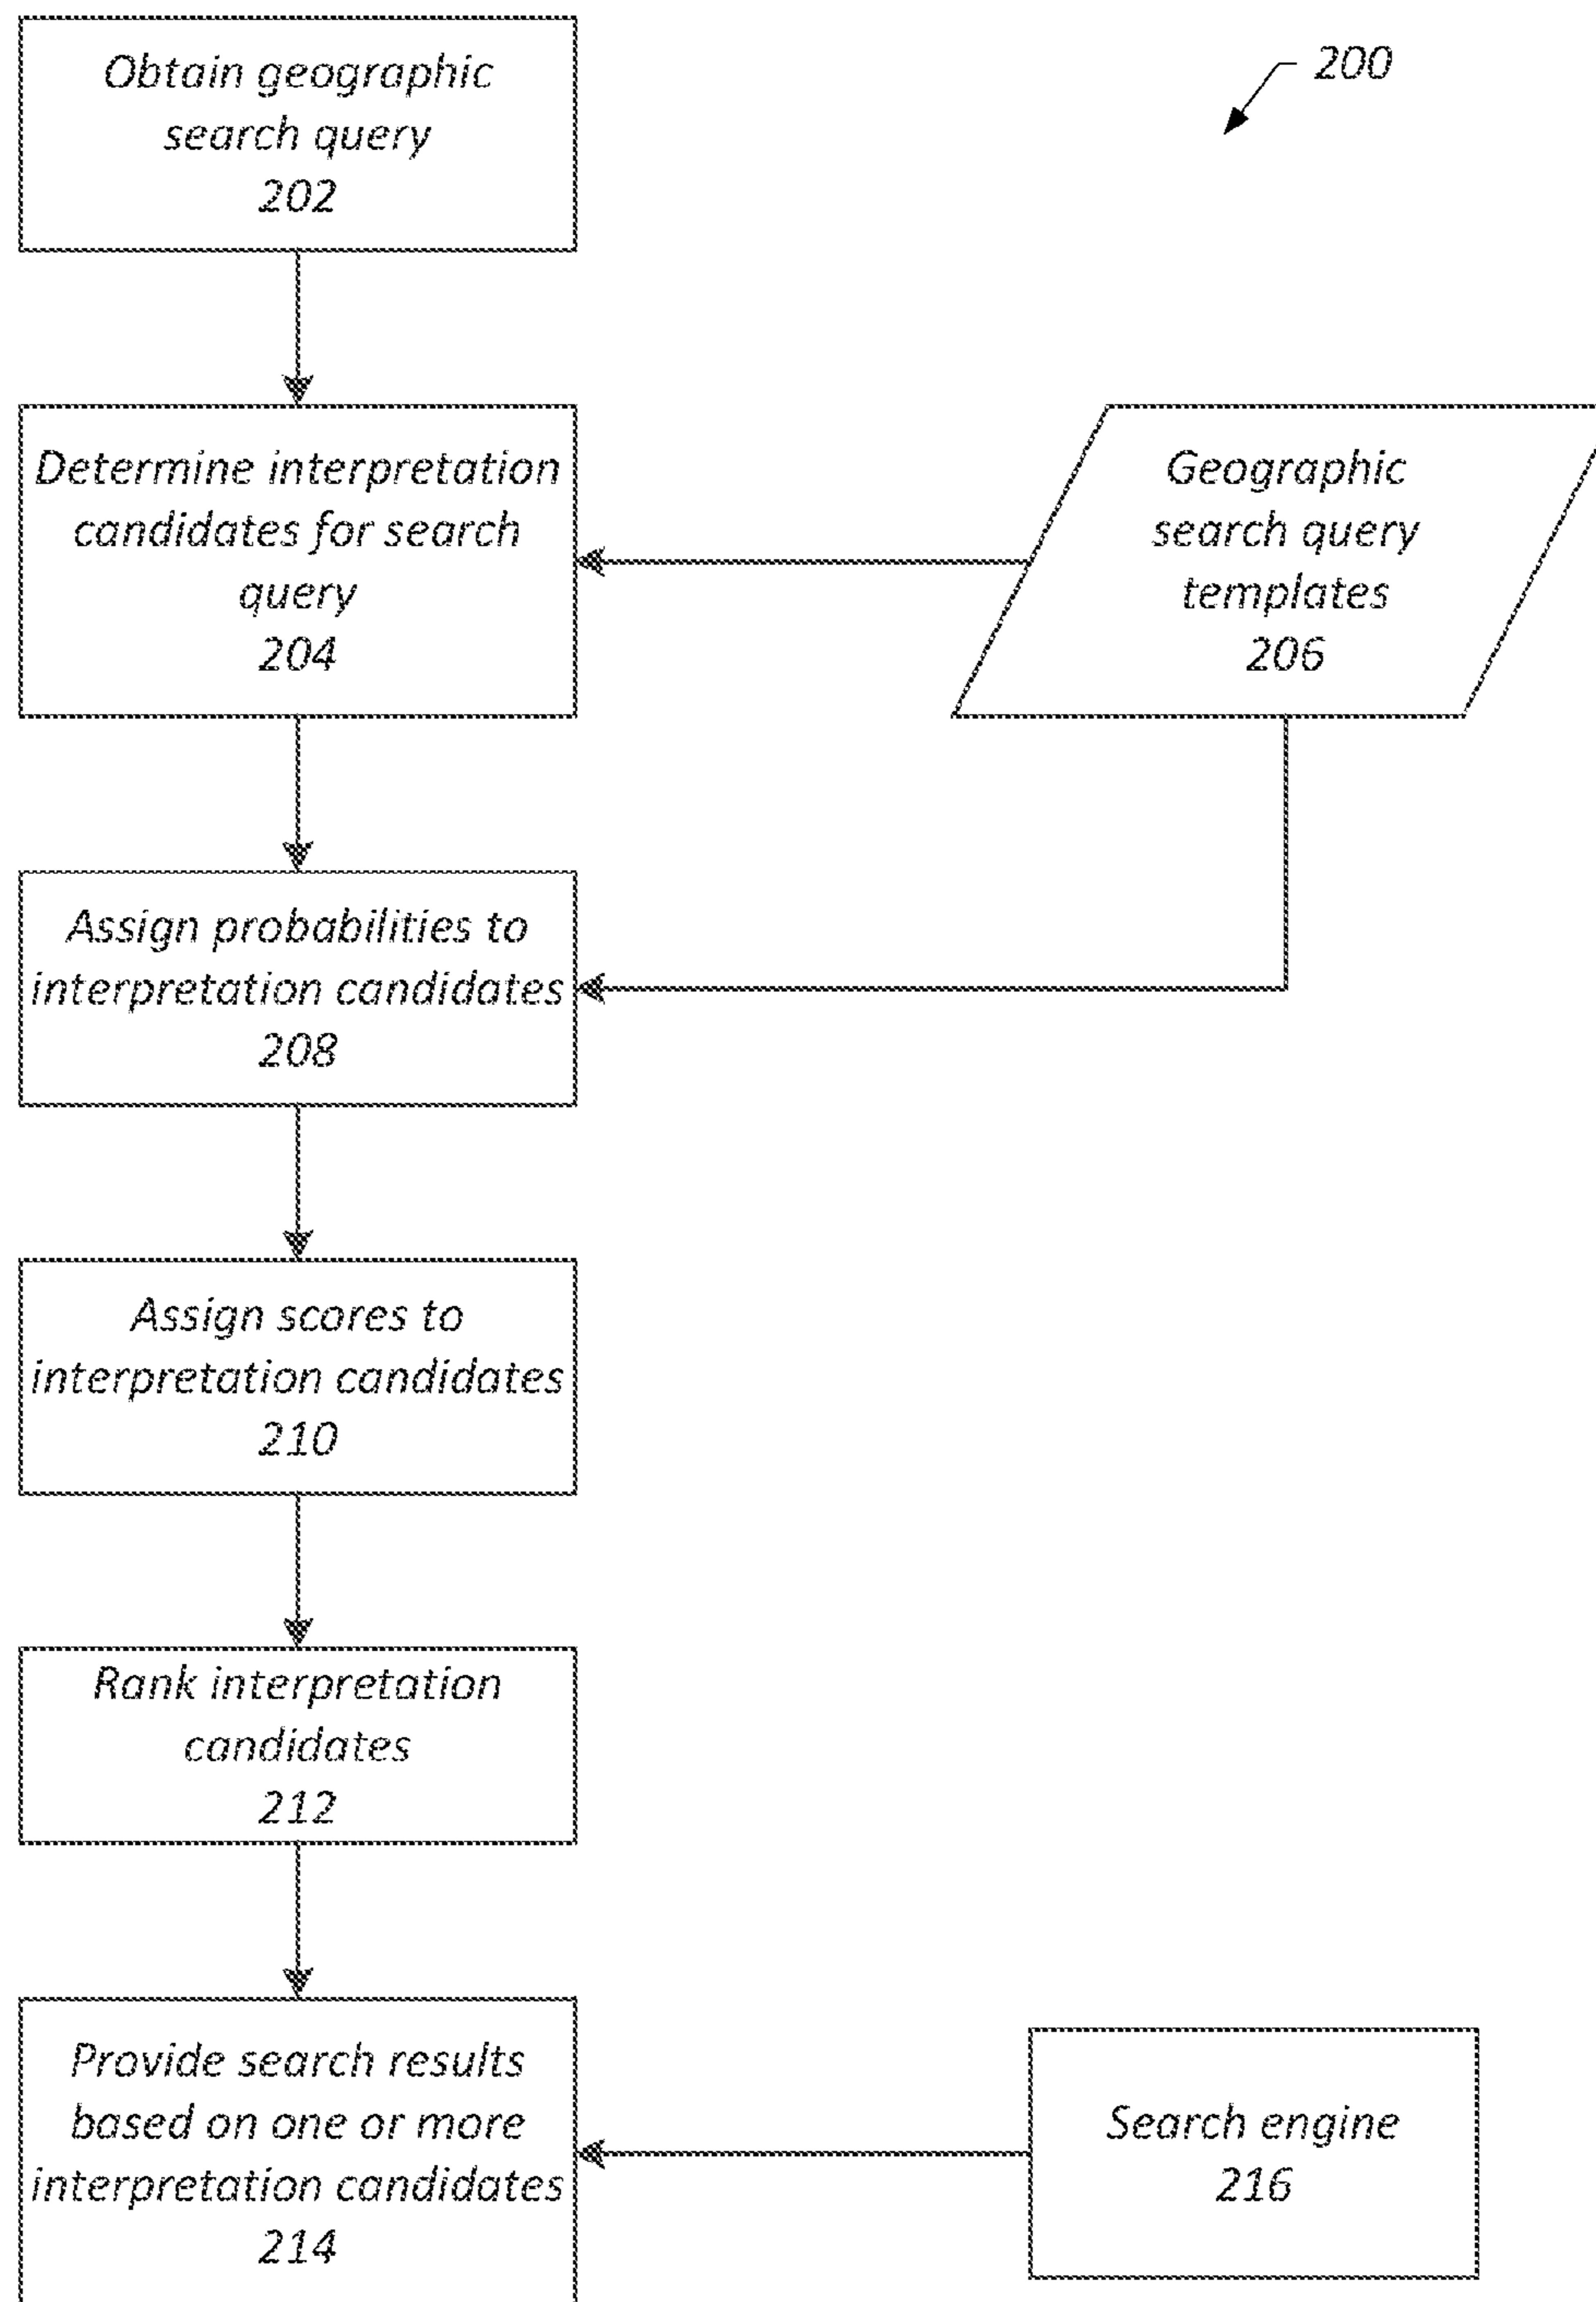 Obtain geographic
search query
202
200
Determine interpretation
candidates for search
query
204
Geographic
search query
templates
206
Assign probabilities to
interpretation candidates
208
Assign scores to
interpretation candidates
210
Rank interpretation
candidates
212
Provide search results
based on one or more
interpretation candidates
214
Search engine
216